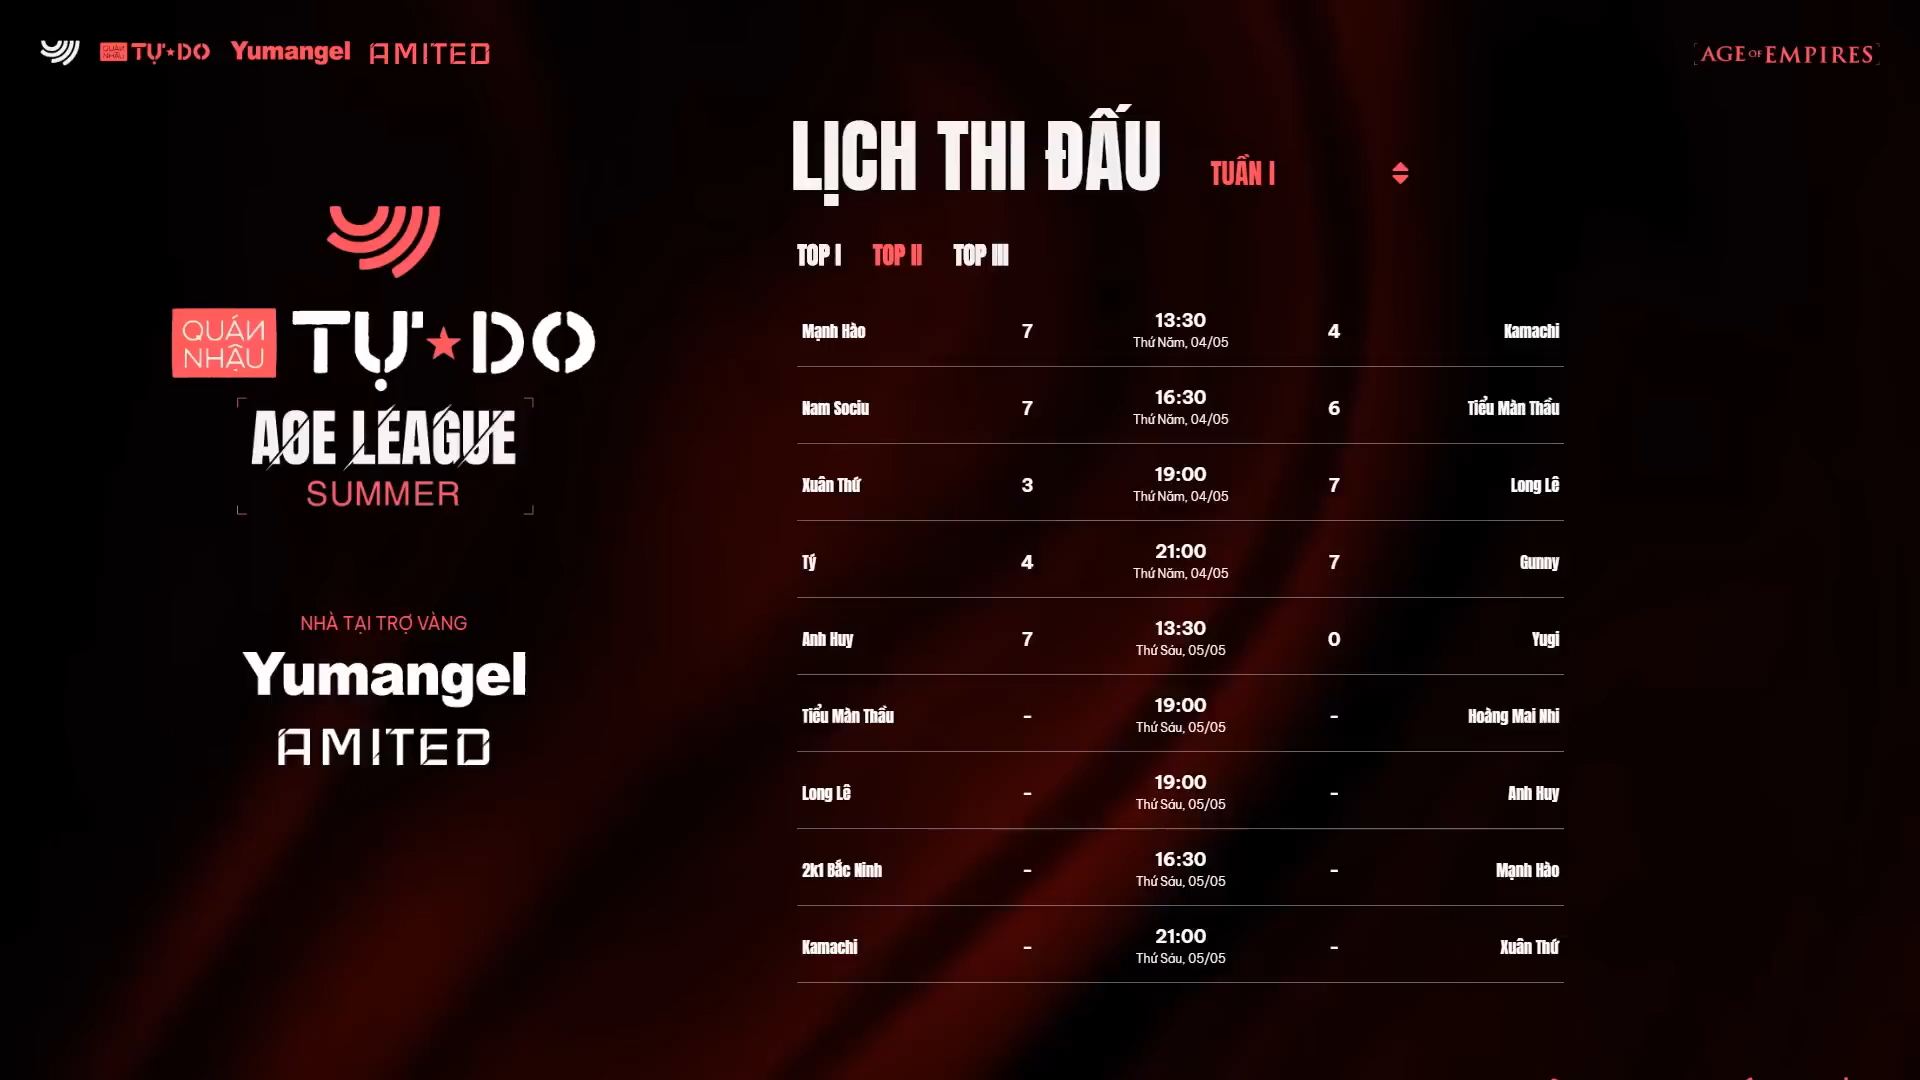 QUÁN NHẬU TỰ★DO Yumangel AMITED
AGE OF EMPIRES
LỊCH THI ĐẤU TUẦN I
TOP I TOP II TOP III
QUÁN
NHẬU
TỰ★DO
AOE LEAGUE
SUMMER
NHÀ TẠI TRỢ VÀNG
Yumangel
AMITED
Mạnh Hào 7 13:30 4 Kamachi
Thứ Năm, 04/05
Nam Sociu 7 16:30 6 Tiểu Màn Thầu
Thứ Năm, 04/05
Xuân Thứ 3 19:00 7 Long Lê
Thứ Năm, 04/05
Tý 4 21:00 7 Gunny
Thứ Năm, 04/05
Anh Huy 7 13:30 0 Yugi
Thứ Sáu, 05/05
Tiểu Màn Thầu - 19:00 - Hoàng Mai Nhi
Thứ Sáu, 05/05
Long Lê - 19:00 - Anh Huy
Thứ Sáu, 05/05
2k1 Bắc Ninh - 16:30 - Mạnh Hào
Thứ Sáu, 05/05
Kamachi - 21:00 - Xuân Thứ
Thứ Sáu, 05/05